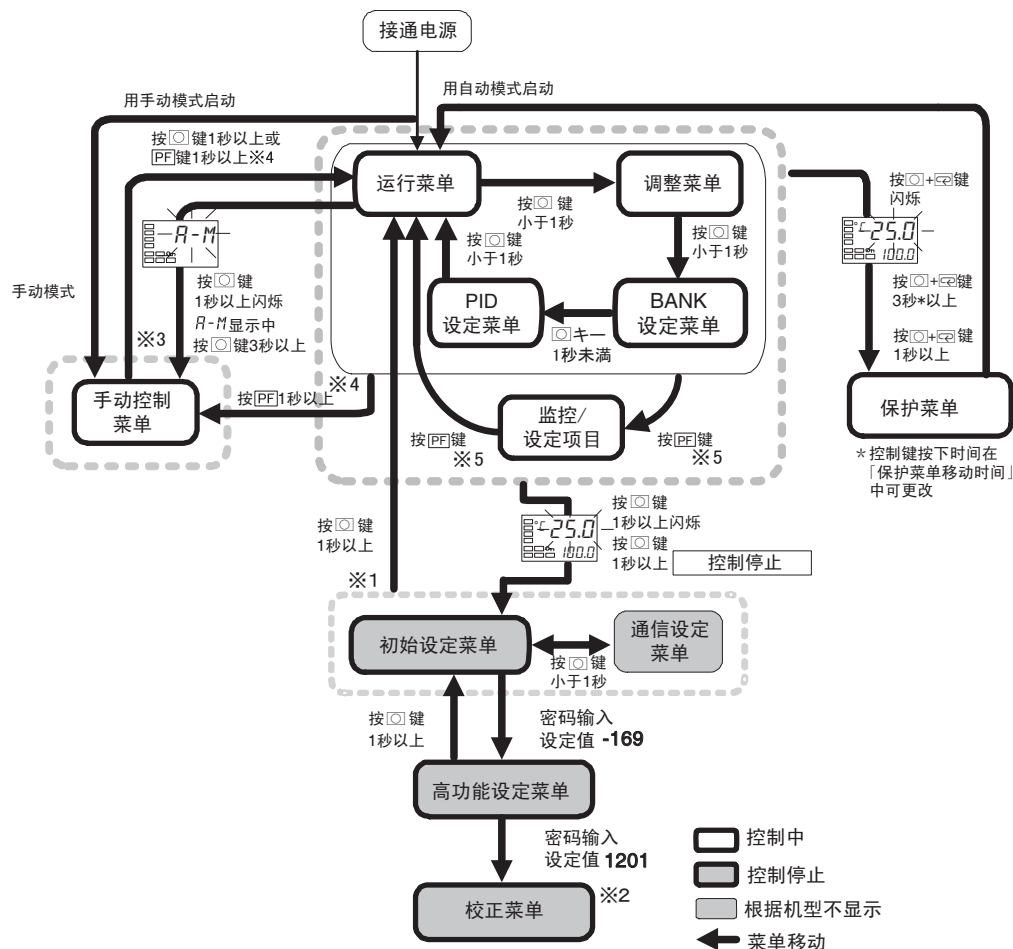 接通电源
用手动模式启动
用自动模式启动
按○键1秒以上或
PF键1秒以上※4
运行菜单
调整菜单
按○键
小于1秒
按○键
小于1秒
按○键
小于1秒
PID
设定菜单
BANK
设定菜单
○キー
1秒未満
A-M
按○键
1秒以上闪烁
A-M显示中
按○键3秒以上
手动模式
※3
手动控制
菜单
※4
按PF1秒以上
监控/
设定项目
按PF键
※5
按PF键
※5
按○+键
闪烁
℃
25.0
100.0
按○+键
3秒*以上
按○+键
1秒以上
保护菜单
*控制键按下时间在
「保护菜单移动时间」
中可更改
按○键
1秒以上
※1
℃
25.0
100.0
按○键
1秒以上闪烁
按○键
1秒以上
控制停止
初始设定菜单
通信设定
菜单
按○键
小于1秒
按○键
1秒以上
密码输入
设定值 -169
高功能设定菜单
密码输入
设定值 1201
校正菜单
※2
控制中
控制停止
根据机型不显示
菜单移动